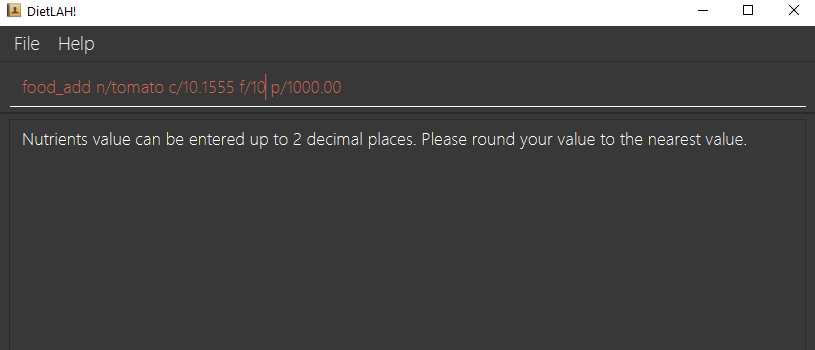 DietLAH!
File Help
food_add n/tomato c/10.1555 f/10 p/1000.00
Nutrients value can be entered up to 2 decimal places. Please round your value to the nearest value.